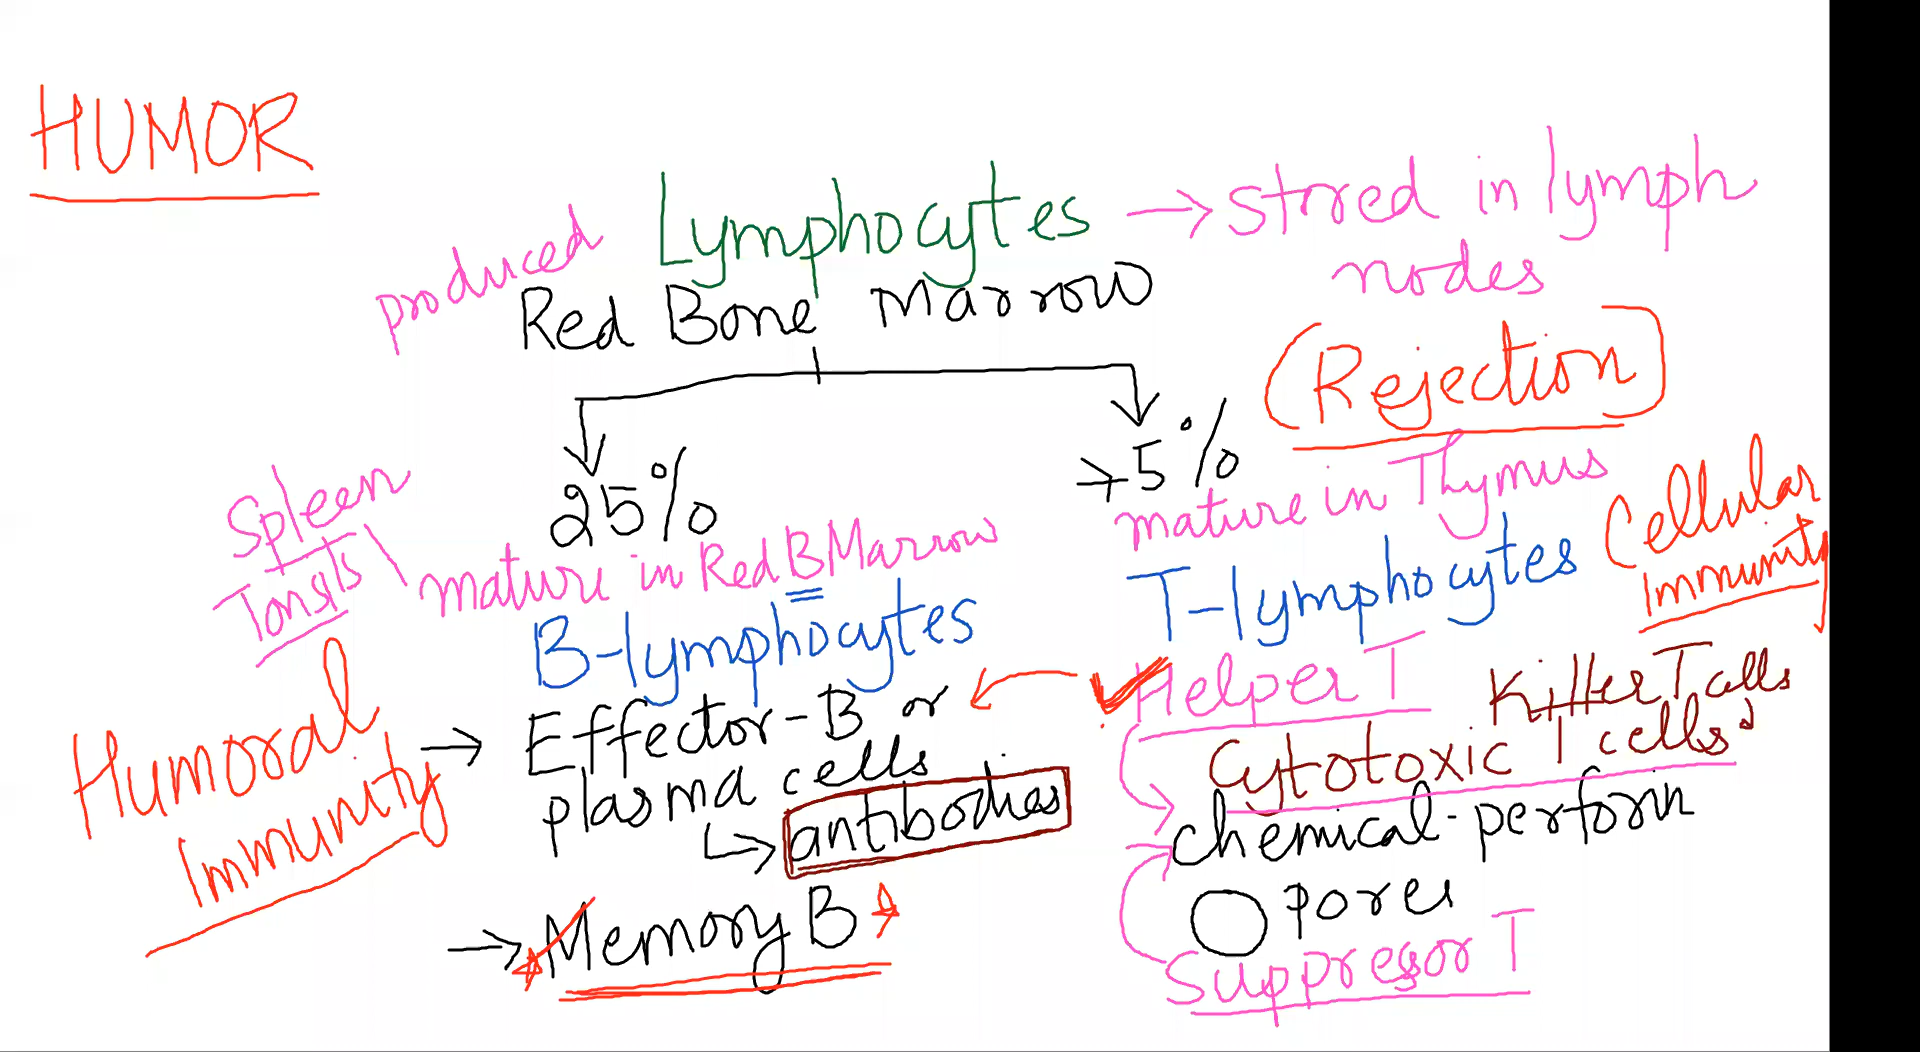 HUMOR
Lymphocytes → stored in lymph
nodes
produced
Red Bone Marrow
(Rejection]
25%
75%
mature in Thymus
Cellular
Immunity
Spleen
Tonsils
mature in Red B Marrow
B-lymphocytes
T-lymphocytes
Humoral
Immunity
→ Effector-B or
plasma cells
↳ antibodies
→ Memory B
Helper T
Killer T cells
Cytotoxic T cells
chemical-perforin
pores
Suppressor T